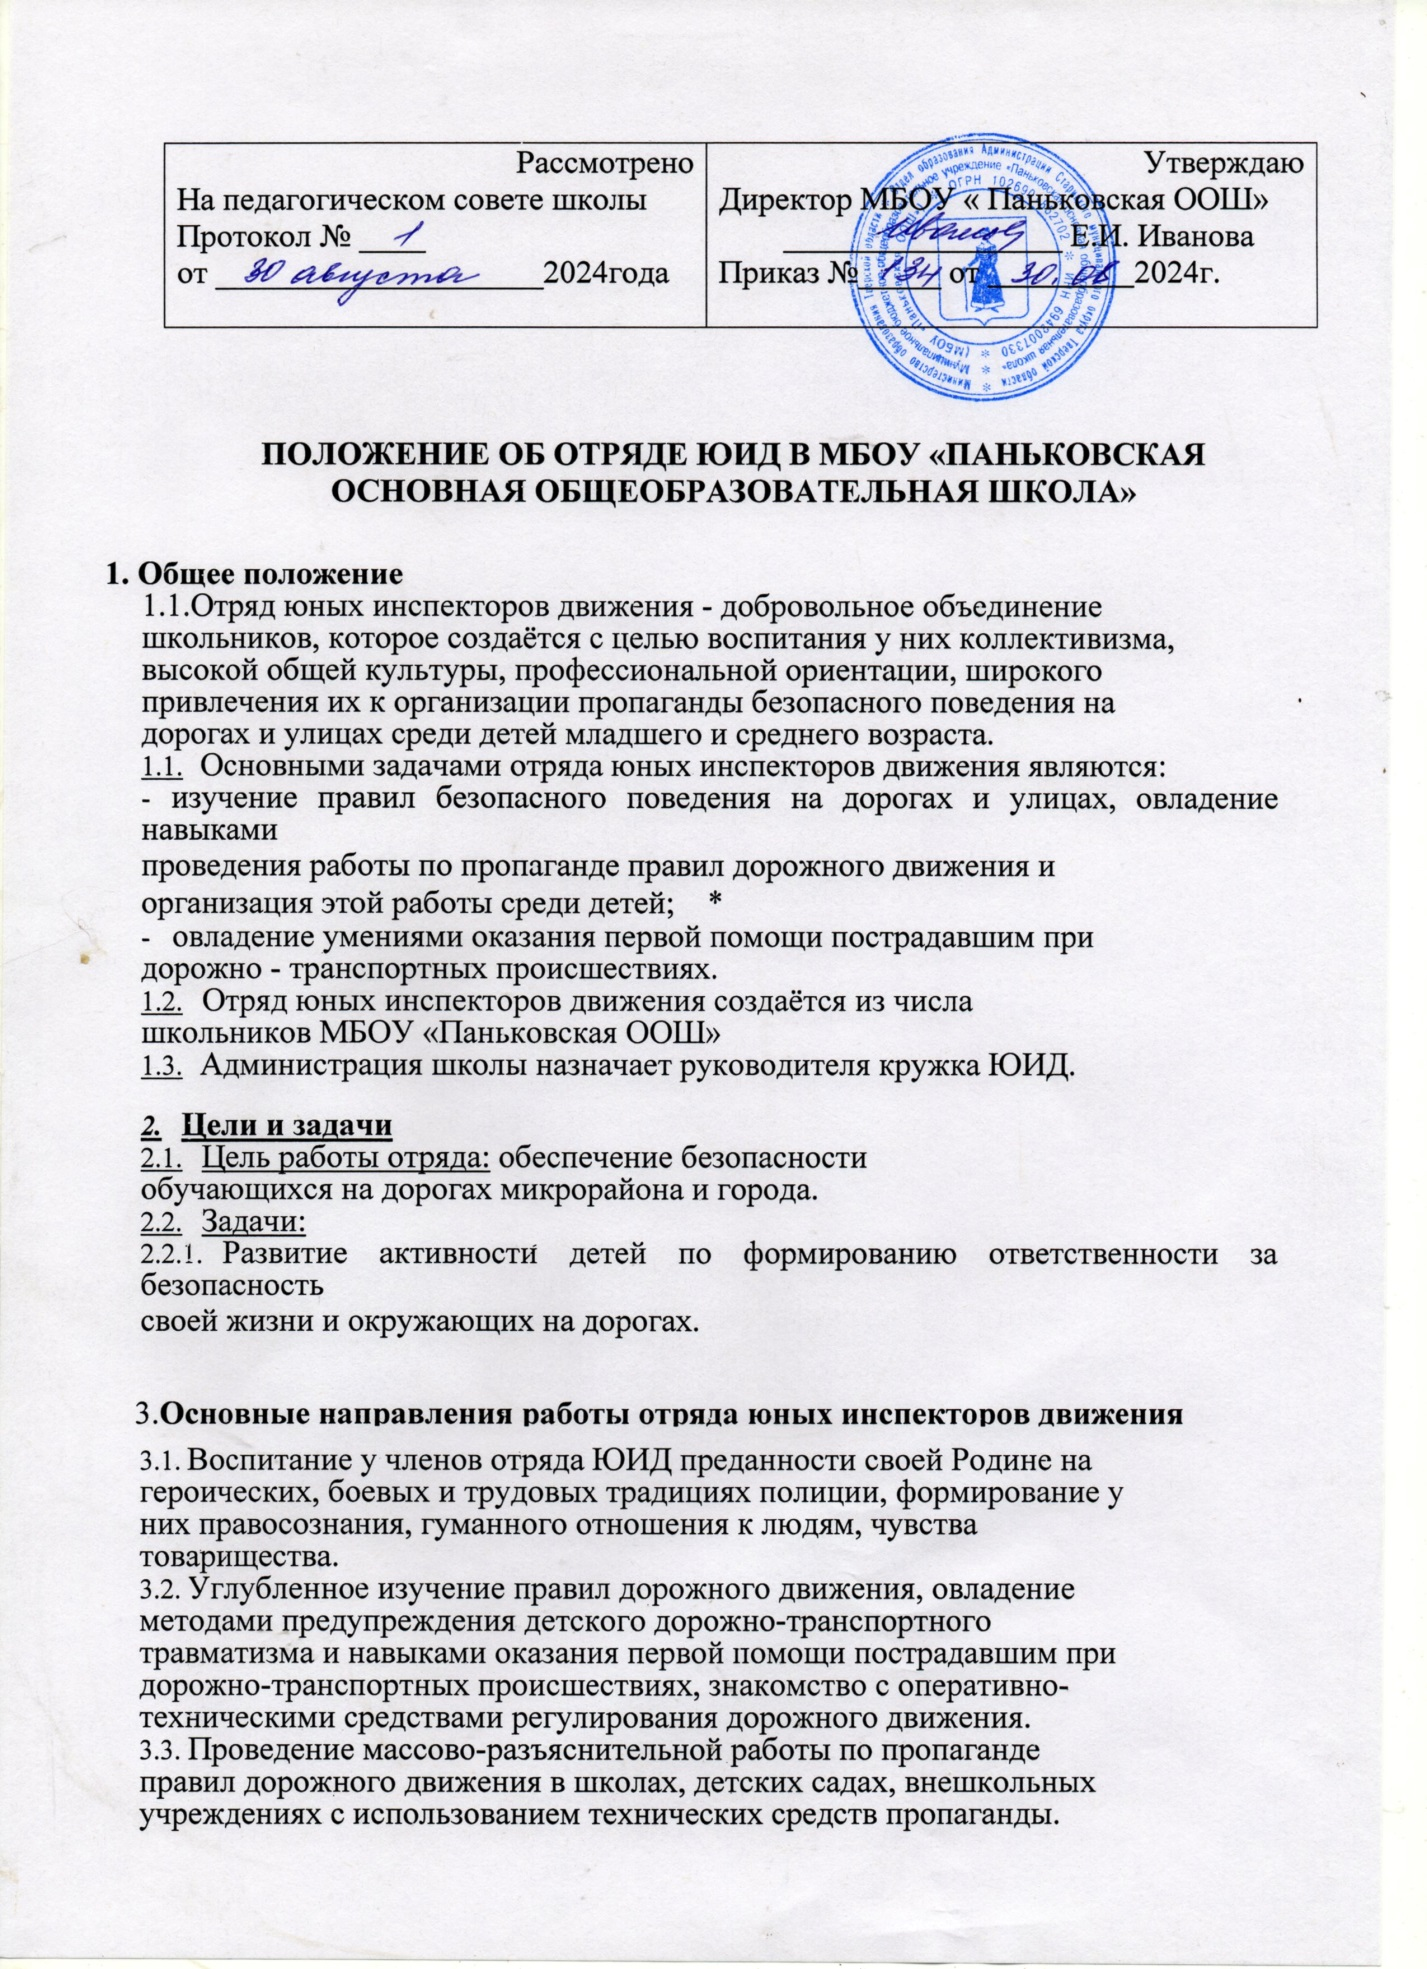 Рассмотрено
На педагогическом совете школы
Протокол № 1
от 30 августа 2024года
Утверждаю
Директор МБОУ « Паньковская ООШ»
Е.И. Иванова
Приказ № 134 от 30.08 2024г.
ПОЛОЖЕНИЕ ОБ ОТРЯДЕ ЮИД В МБОУ «ПАНЬКОВСКАЯ
ОСНОВНАЯ ОБЩЕОБРАЗОВАТЕЛЬНАЯ ШКОЛА»
1. Общее положение
1.1.Отряд юных инспекторов движения - добровольное объединение
школьников, которое создаётся с целью воспитания у них коллективизма,
высокой общей культуры, профессиональной ориентации, широкого
привлечения их к организации пропаганды безопасного поведения на
дорогах и улицах среди детей младшего и среднего возраста.
1.1. Основными задачами отряда юных инспекторов движения являются:
- изучение правил безопасного поведения на дорогах и улицах, овладение
навыками
проведения работы по пропаганде правил дорожного движения и
организация этой работы среди детей; *
- овладение умениями оказания первой помощи пострадавшим при
дорожно - транспортных происшествиях.
1.2. Отряд юных инспекторов движения создаётся из числа
школьников МБОУ «Паньковская ООШ»
1.3. Администрация школы назначает руководителя кружка ЮИД.
2. Цели и задачи
2.1. Цель работы отряда: обеспечение безопасности
обучающихся на дорогах микрорайона и города.
2.2. Задачи:
2.2.1. Развитие активности детей по формированию ответственности за
безопасность
своей жизни и окружающих на дорогах.
3.Основные направления работы отряда юных инспекторов движения
3.1. Воспитание у членов отряда ЮИД преданности своей Родине на
героических, боевых и трудовых традициях полиции, формирование у
них правосознания, гуманного отношения к людям, чувства
товарищества.
3.2. Углубленное изучение правил дорожного движения, овладение
методами предупреждения детского дорожно-транспортного
травматизма и навыками оказания первой помощи пострадавшим при
дорожно-транспортных происшествиях, знакомство с оперативно-
техническими средствами регулирования дорожного движения.
3.3. Проведение массово-разъяснительной работы по пропаганде
правил дорожного движения в школах, детских садах, внешкольных
учреждениях с использованием технических средств пропаганды.